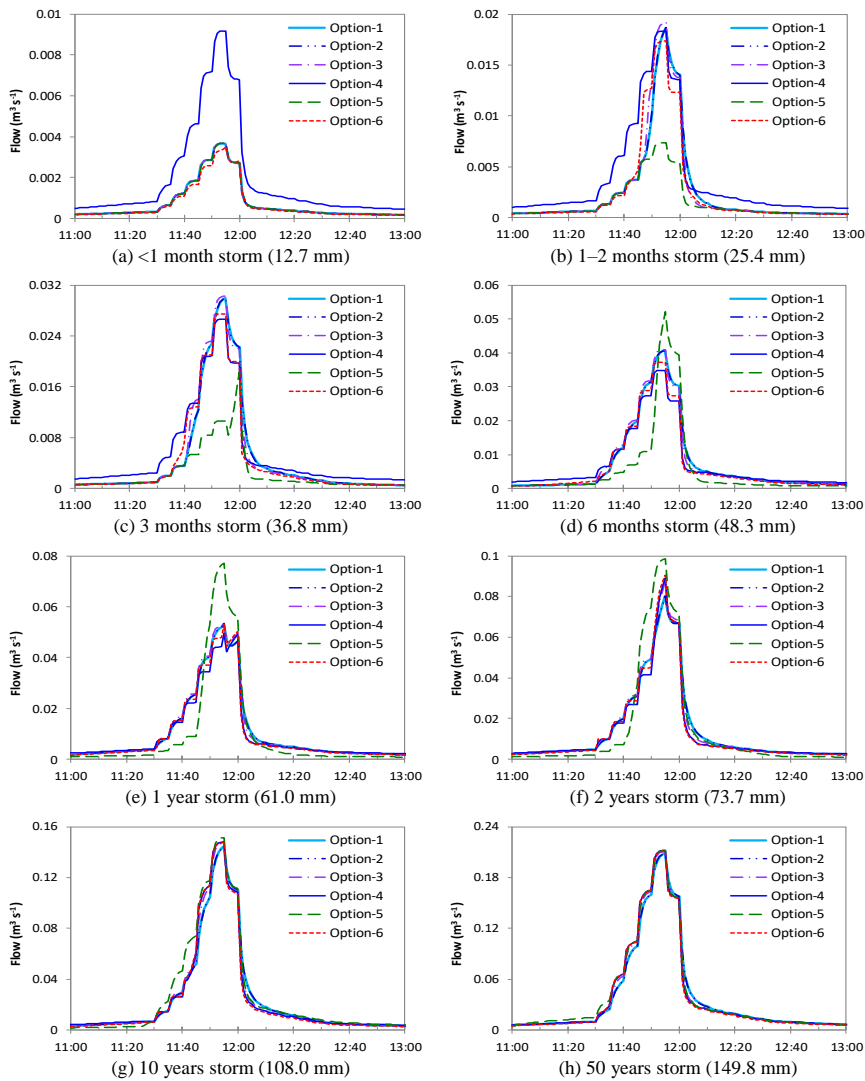 Flow (m³ s⁻¹)
0.01
0.008
0.006
0.004
0.002
0
Option-1
Option-2
Option-3
Option-4
Option-5
Option-6
11:00 11:20 11:40 12:00 12:20 12:40 13:00
(a) <1 month storm (12.7 mm)
Flow (m³ s⁻¹)
0.02
0.015
0.01
0.005
0
Option-1
Option-2
Option-3
Option-4
Option-5
Option-6
11:00 11:20 11:40 12:00 12:20 12:40 13:00
(b) 1–2 months storm (25.4 mm)
Flow (m³ s⁻¹)
0.032
0.024
0.016
0.008
0
Option-1
Option-2
Option-3
Option-4
Option-5
Option-6
11:00 11:20 11:40 12:00 12:20 12:40 13:00
(c) 3 months storm (36.8 mm)
Flow (m³ s⁻¹)
0.06
0.05
0.04
0.03
0.02
0.01
0
Option-1
Option-2
Option-3
Option-4
Option-5
Option-6
11:00 11:20 11:40 12:00 12:20 12:40 13:00
(d) 6 months storm (48.3 mm)
Flow (m³ s⁻¹)
0.08
0.06
0.04
0.02
0
Option-1
Option-2
Option-3
Option-4
Option-5
Option-6
11:00 11:20 11:40 12:00 12:20 12:40 13:00
(e) 1 year storm (61.0 mm)
Flow (m³ s⁻¹)
0.1
0.08
0.06
0.04
0.02
0
Option-1
Option-2
Option-3
Option-4
Option-5
Option-6
11:00 11:20 11:40 12:00 12:20 12:40 13:00
(f) 2 years storm (73.7 mm)
Flow (m³ s⁻¹)
0.16
0.12
0.08
0.04
0
Option-1
Option-2
Option-3
Option-4
Option-5
Option-6
11:00 11:20 11:40 12:00 12:20 12:40 13:00
(g) 10 years storm (108.0 mm)
Flow (m³ s⁻¹)
0.24
0.18
0.12
0.06
0
Option-1
Option-2
Option-3
Option-4
Option-5
Option-6
11:00 11:20 11:40 12:00 12:20 12:40 13:00
(h) 50 years storm (149.8 mm)